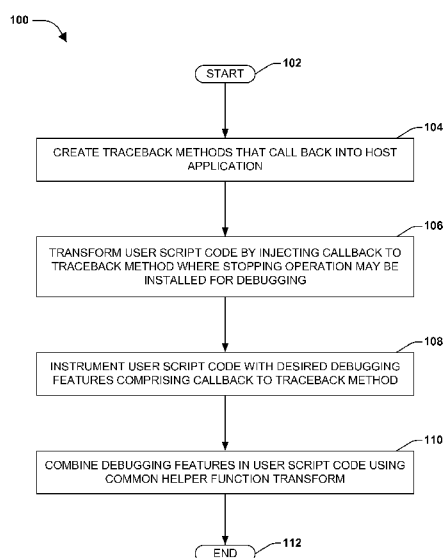 100
START
102
104
CREATE TRACEBACK METHODS THAT CALL BACK INTO HOST
APPLICATION
106
TRANSFORM USER SCRIPT CODE BY INJECTING CALLBACK TO
TRACEBACK METHOD WHERE STOPPING OPERATION MAY BE
INSTALLED FOR DEBUGGING
108
INSTRUMENT USER SCRIPT CODE WITH DESIRED DEBUGGING
FEATURES COMPRISING CALLBACK TO TRACEBACK METHOD
110
COMBINE DEBUGGING FEATURES IN USER SCRIPT CODE USING
COMMON HELPER FUNCTION TRANSFORM
END
112